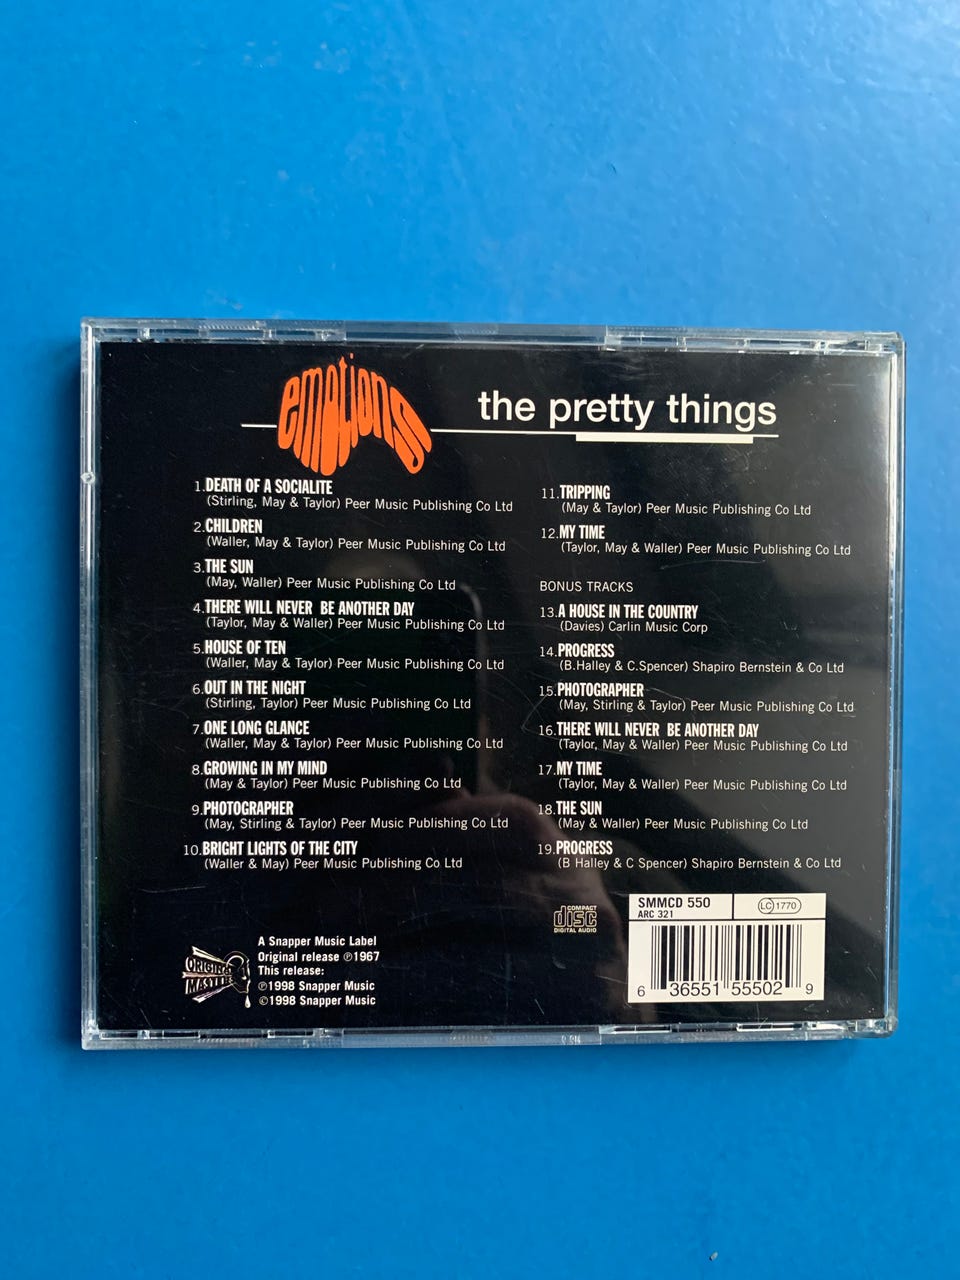 emotions
the pretty things
1.DEATH OF A SOCIALITE
(Stirling, May & Taylor) Peer Music Publishing Co Ltd
2.CHILDREN
(Waller, May & Taylor) Peer Music Publishing Co Ltd
3.THE SUN
(May, Waller) Peer Music Publishing Co Ltd
4.THERE WILL NEVER BE ANOTHER DAY
(Taylor, May & Waller) Peer Music Publishing Co Ltd
5.HOUSE OF TEN
(Waller, May & Taylor) Peer Music Publishing Co Ltd
6.OUT IN THE NIGHT
(Stirling, Taylor) Peer Music Publishing Co Ltd
7.ONE LONG GLANCE
(Waller, May & Taylor) Peer Music Publishing Co Ltd
8.GROWING IN MY MIND
(May & Taylor) Peer Music Publishing Co Ltd
9.PHOTOGRAPHER
(May, Stirling & Taylor) Peer Music Publishing Co Ltd
10.BRIGHT LIGHTS OF THE CITY
(Waller & May) Peer Music Publishing Co Ltd
11.TRIPPING
(May & Taylor) Peer Music Publishing Co Ltd
12.MY TIME
(Taylor, May & Waller) Peer Music Publishing Co Ltd
BONUS TRACKS
13.A HOUSE IN THE COUNTRY
(Davies) Carlin Music Corp
14.PROGRESS
(B.Halley & C.Spencer) Shapiro Bernstein & Co Ltd
15.PHOTOGRAPHER
(May, Stirling & Taylor) Peer Music Publishing Co Ltd
16.THERE WILL NEVER BE ANOTHER DAY
(Taylor, May & Waller) Peer Music Publishing Co Ltd
17.MY TIME
(Taylor, May & Waller) Peer Music Publishing Co Ltd
18.THE SUN
(May & Waller) Peer Music Publishing Co Ltd
19.PROGRESS
(B Halley & C Spencer) Shapiro Bernstein & Co Ltd
ORIGINAL
MASTERS
A Snapper Music Label
Original release ℗1967
This release:
℗1998 Snapper Music
©1998 Snapper Music
COMPACT
disc
DIGITAL AUDIO
SMMCD 550
ARC 321
LC 1770
6 36551 55502 9